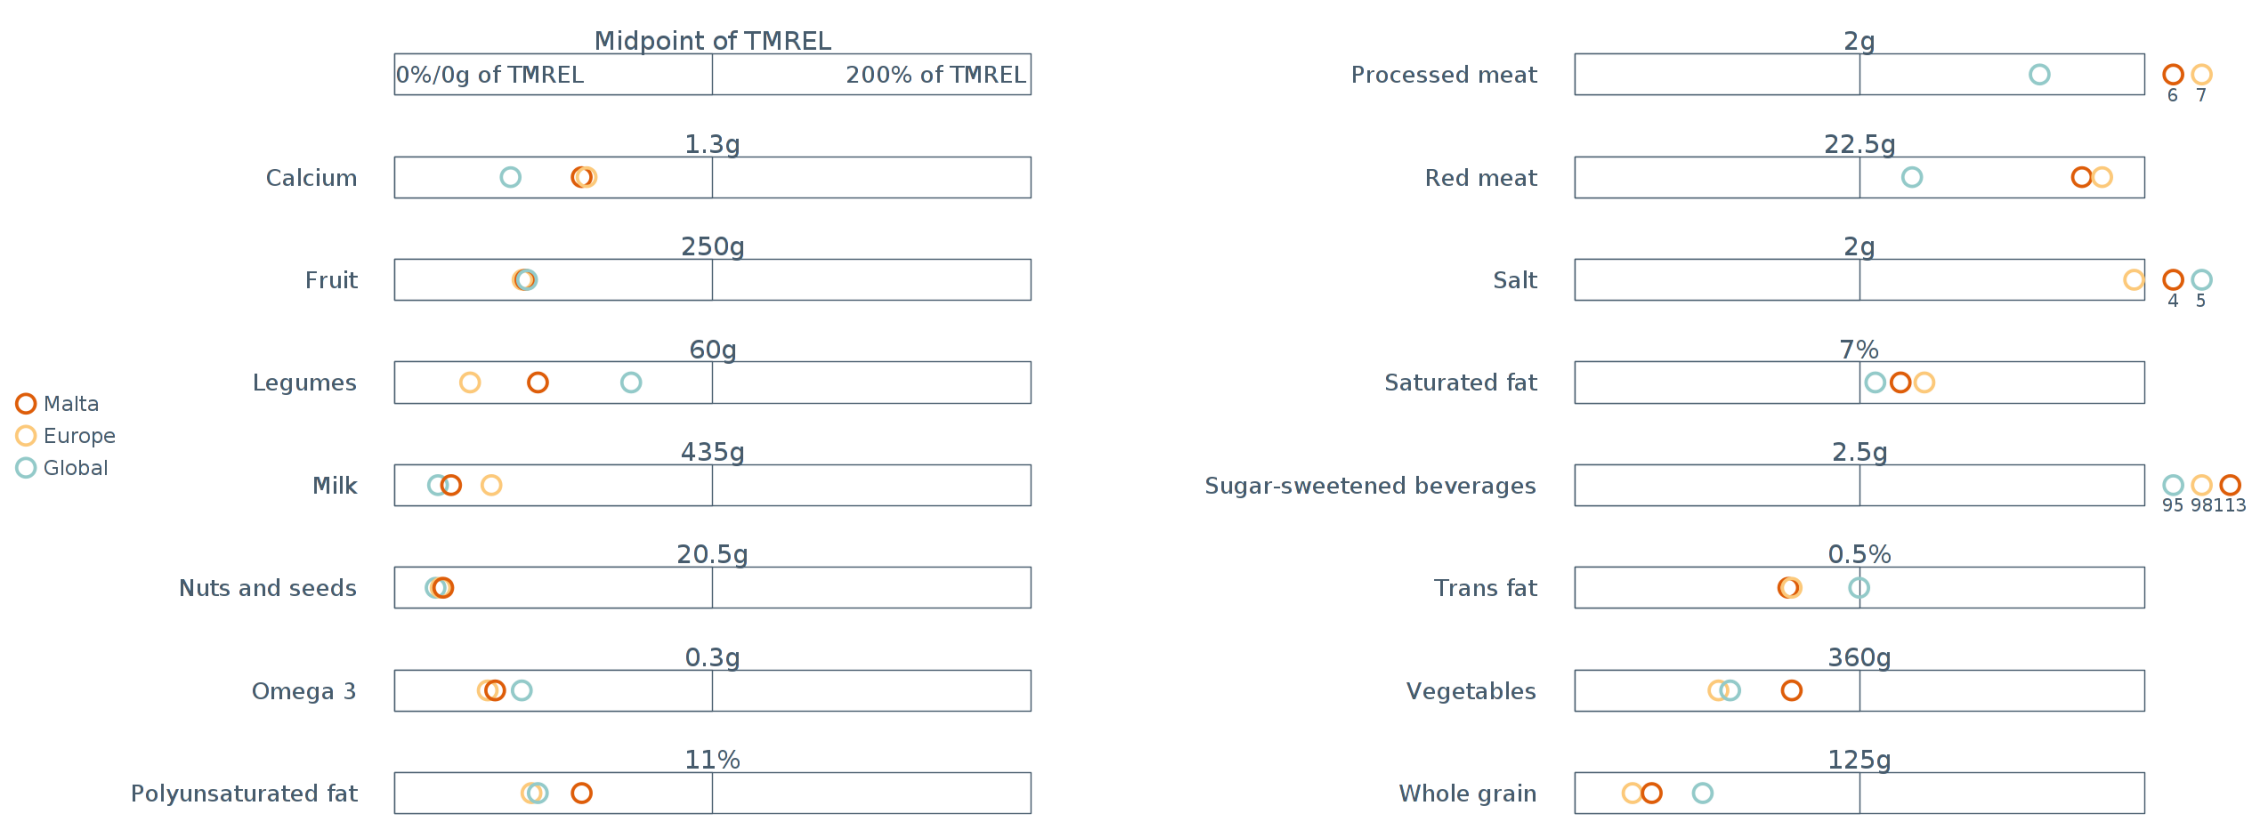 Midpoint of TMREL
0%/0g of TMREL
200% of TMREL
1.3g
Calcium
250g
Fruit
60g
Legumes
435g
Milk
20.5g
Nuts and seeds
0.3g
Omega 3
11%
Polyunsaturated fat
Malta
Europe
Global
2g
Processed meat
6 7
22.5g
Red meat
2g
Salt
4 5
7%
Saturated fat
2.5g
Sugar-sweetened beverages
95 98 113
0.5%
Trans fat
360g
Vegetables
125g
Whole grain